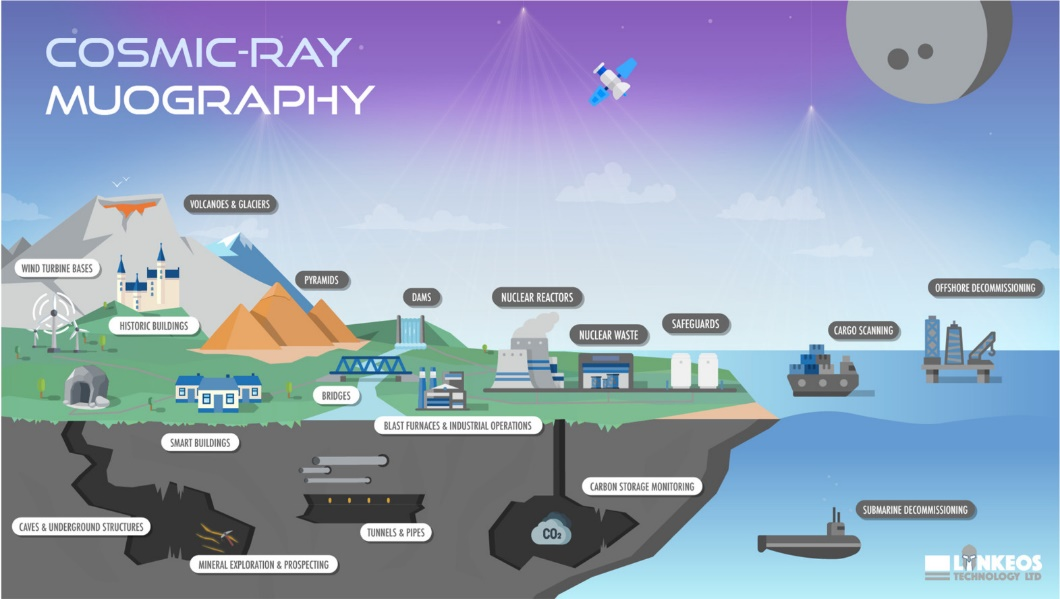 COSMIC-RAY
MUOGRAPHY
VOLCANOES & GLACIERS
WIND TURBINE BASES
PYRAMIDS
OFFSHORE DECOMMISSIONING
DAMS
NUCLEAR REACTORS
HISTORIC BUILDINGS
NUCLEAR WASTE
SAFEGUARDS
CARGO SCANNING
BRIDGES
BLAST FURNACES & INDUSTRIAL OPERATIONS
SMART BUILDINGS
CARBON STORAGE MONITORING
SUBMARINE DECOMMISSIONING
CAVES & UNDERGROUND STRUCTURES
TUNNELS & PIPES
CO₂
MINERAL EXPLORATION & PROSPECTING
LYNKEOS
TECHNOLOGY LTD